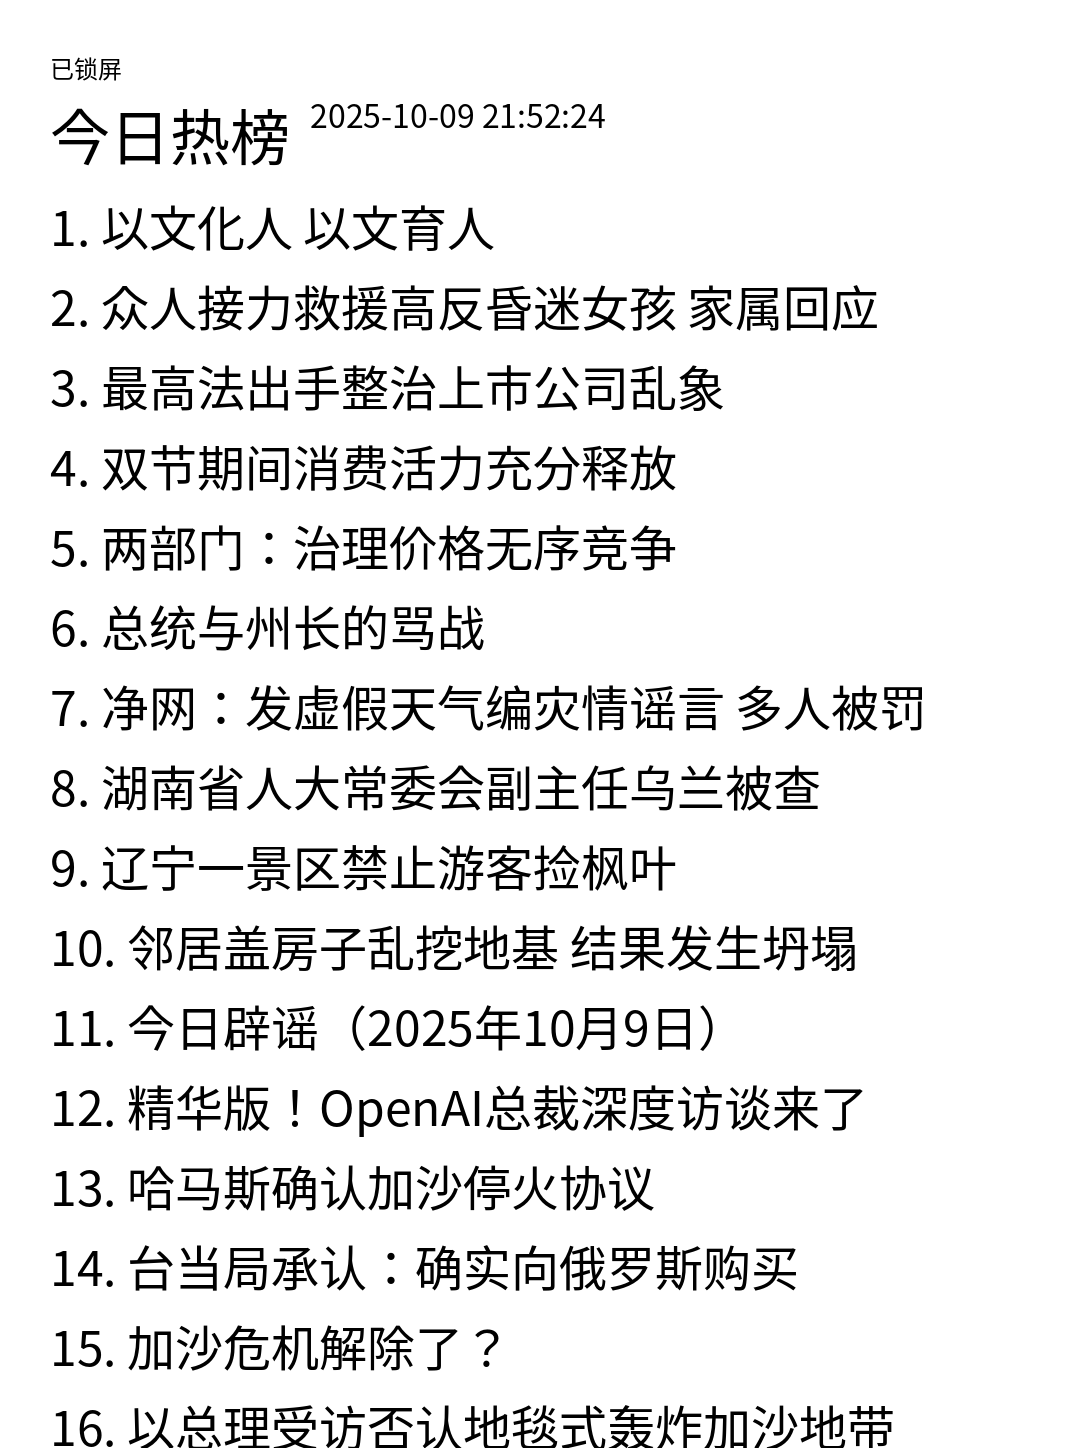 已锁屏
今日热榜 2025-10-09 21:52:24
1. 以文化人 以文育人
2. 众人接力救援高反昏迷女孩 家属回应
3. 最高法出手整治上市公司乱象
4. 双节期间消费活力充分释放
5. 两部门：治理价格无序竞争
6. 总统与州长的骂战
7. 净网：发虚假天气编灾情谣言 多人被罚
8. 湖南省人大常委会副主任乌兰被查
9. 辽宁一景区禁止游客捡枫叶
10. 邻居盖房子乱挖地基 结果发生坍塌
11. 今日辟谣（2025年10月9日）
12. 精华版！OpenAI总裁深度访谈来了
13. 哈马斯确认加沙停火协议
14. 台当局承认：确实向俄罗斯购买
15. 加沙危机解除了？
16. 以总理受访否认地毯式轰炸加沙地带